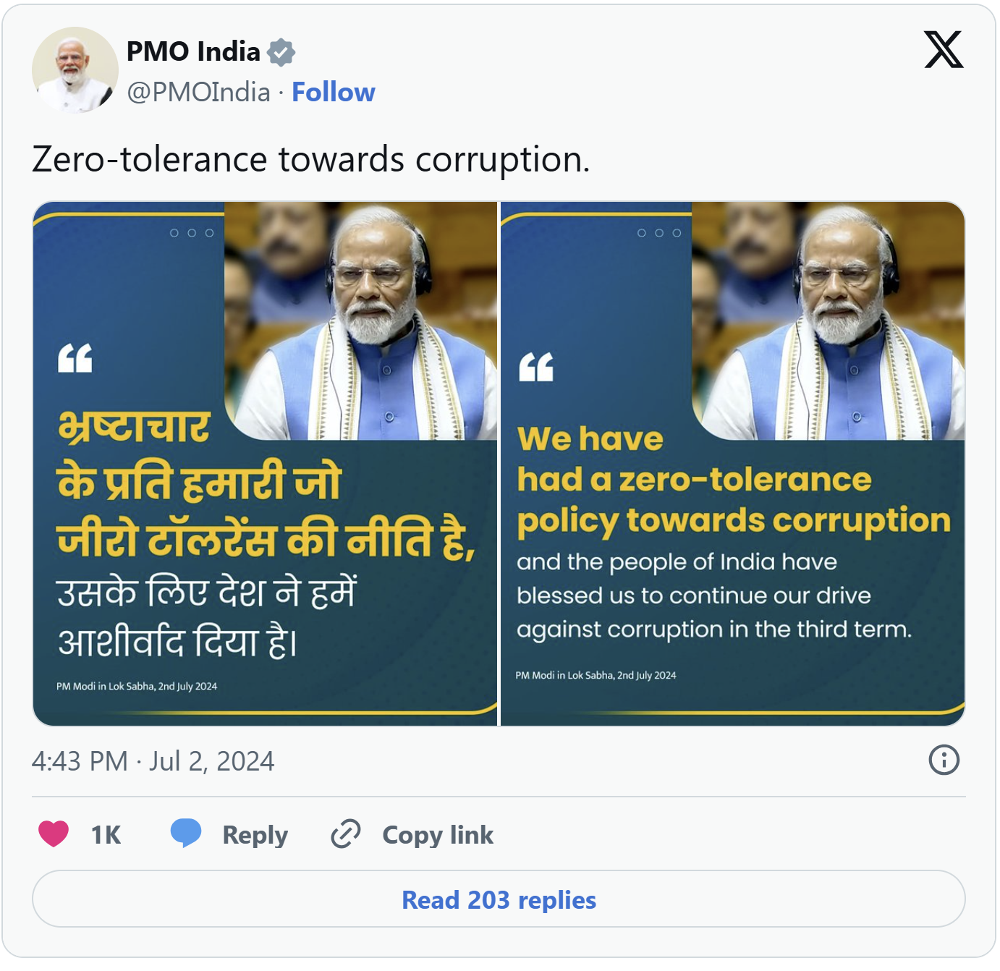 PMO India
@PMOIndia · Follow
Zero-tolerance towards corruption.
भ्रष्टाचार
के प्रति हमारी जो
जीरो टॉलरेंस की नीति है,
उसके लिए देश ने हमें
आशीर्वाद दिया है।
PM Modi in Lok Sabha, 2nd July 2024
We have
had a zero-tolerance
policy towards corruption
and the people of India have
blessed us to continue our drive
against corruption in the third term.
PM Modi in Lok Sabha, 2nd July 2024
4:43 PM · Jul 2, 2024
1K Reply Copy link
Read 203 replies